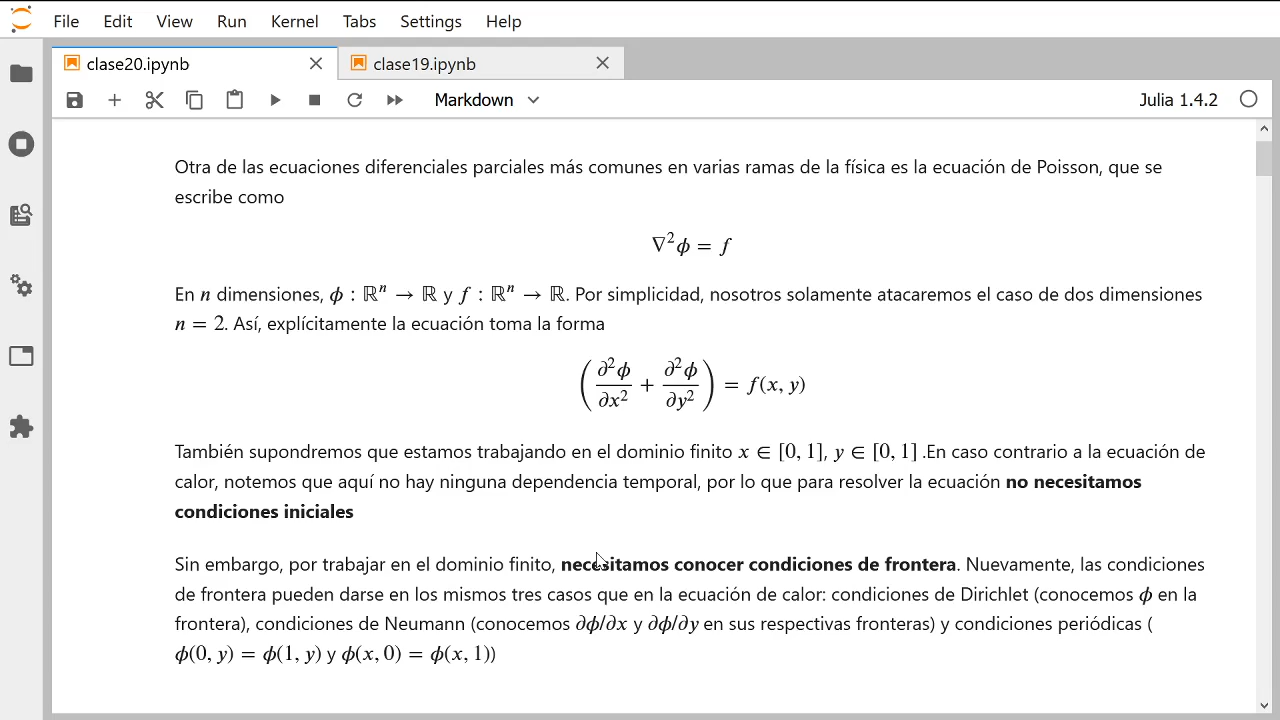 File Edit View Run Kernel Tabs Settings Help
clase20.ipynb clase19.ipynb
Markdown Julia 1.4.2
Otra de las ecuaciones diferenciales parciales más comunes en varias ramas de la física es la ecuación de Poisson, que se
escribe como
∇²ϕ = f
En n dimensiones, ϕ : ℝⁿ → ℝ y f : ℝⁿ → ℝ. Por simplicidad, nosotros solamente atacaremos el caso de dos dimensiones
n = 2. Así, explícitamente la ecuación toma la forma
(∂²ϕ/∂x² + ∂²ϕ/∂y²) = f(x, y)
También supondremos que estamos trabajando en el dominio finito x ∈ [0, 1], y ∈ [0, 1] .En caso contrario a la ecuación de
calor, notemos que aquí no hay ninguna dependencia temporal, por lo que para resolver la ecuación no necesitamos
condiciones iniciales
Sin embargo, por trabajar en el dominio finito, necesitamos conocer condiciones de frontera. Nuevamente, las condiciones
de frontera pueden darse en los mismos tres casos que en la ecuación de calor: condiciones de Dirichlet (conocemos ϕ en la
frontera), condiciones de Neumann (conocemos ∂ϕ/∂x y ∂ϕ/∂y en sus respectivas fronteras) y condiciones periódicas (
ϕ(0, y) = ϕ(1, y) y ϕ(x, 0) = ϕ(x, 1))